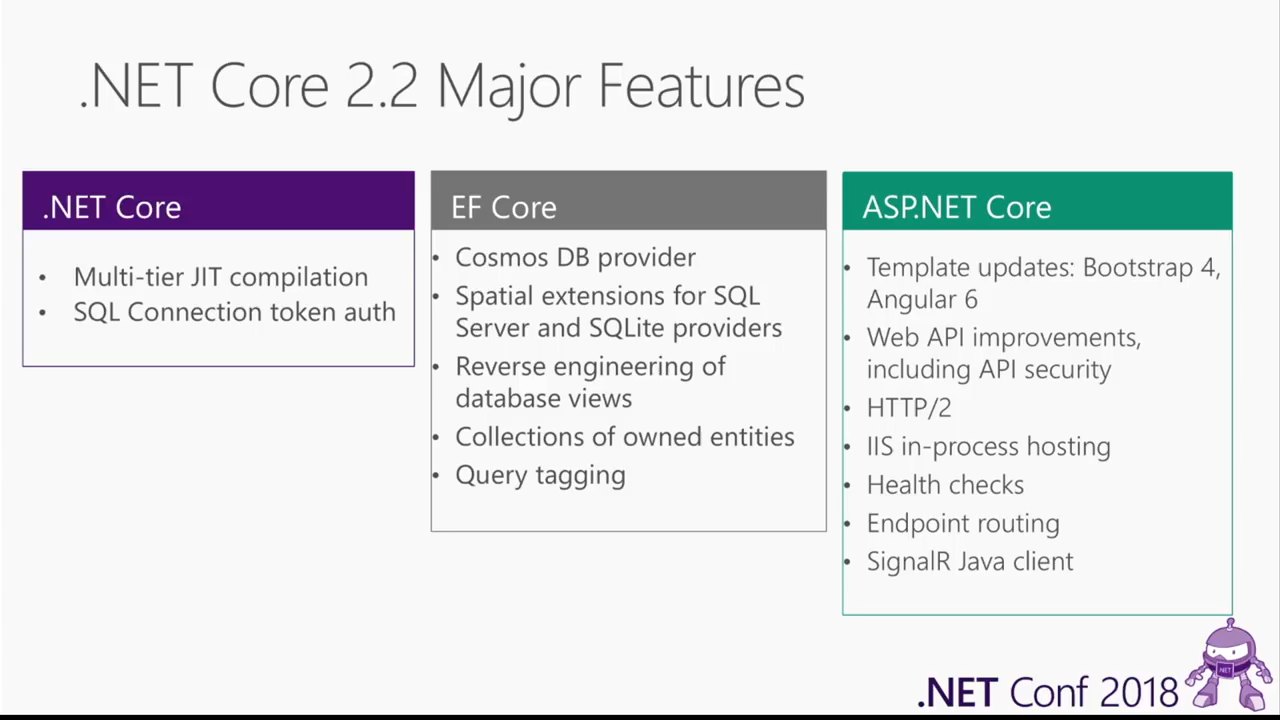 .NET Core 2.2 Major Features
.NET Core
• Multi-tier JIT compilation
• SQL Connection token auth
EF Core
• Cosmos DB provider
• Spatial extensions for SQL
Server and SQLite providers
• Reverse engineering of
database views
• Collections of owned entities
• Query tagging
ASP.NET Core
• Template updates: Bootstrap 4,
Angular 6
• Web API improvements,
including API security
• HTTP/2
• IIS in-process hosting
• Health checks
• Endpoint routing
• SignalR Java client
.NET Conf 2018
.NET